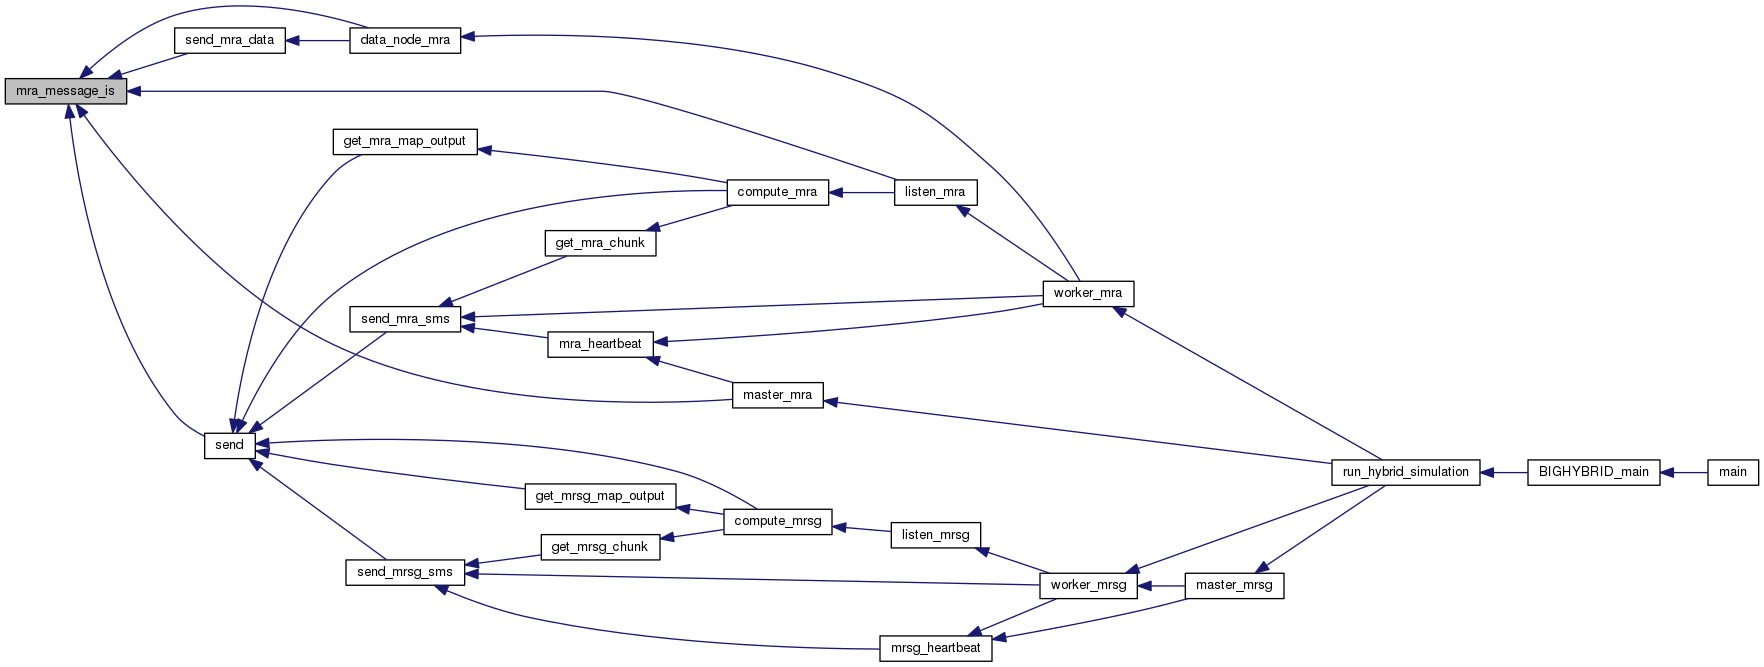 send_mra_data
data_node_mra
mra_message_is
get_mra_map_output
compute_mra
listen_mra
get_mra_chunk
worker_mra
send_mra_sms
mra_heartbeat
master_mra
send
run_hybrid_simulation
BIGHYBRID_main
main
get_mrsg_map_output
compute_mrsg
listen_mrsg
get_mrsg_chunk
send_mrsg_sms
worker_mrsg
master_mrsg
mrsg_heartbeat